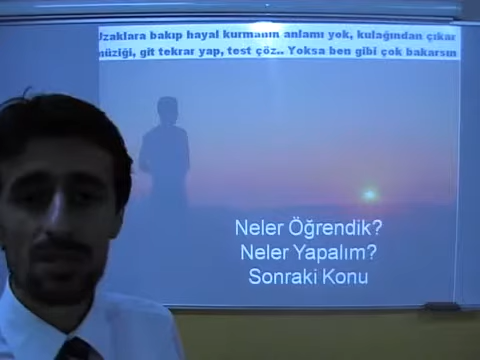 Uzaklara bakıp hayal kurmanın anlamı yok, kulağından çıkar
müziği, git tekrar yap, test çöz.. Yoksa ben gibi çok bakarsın
Neler Öğrendik?
Neler Yapalım?
Sonraki Konu